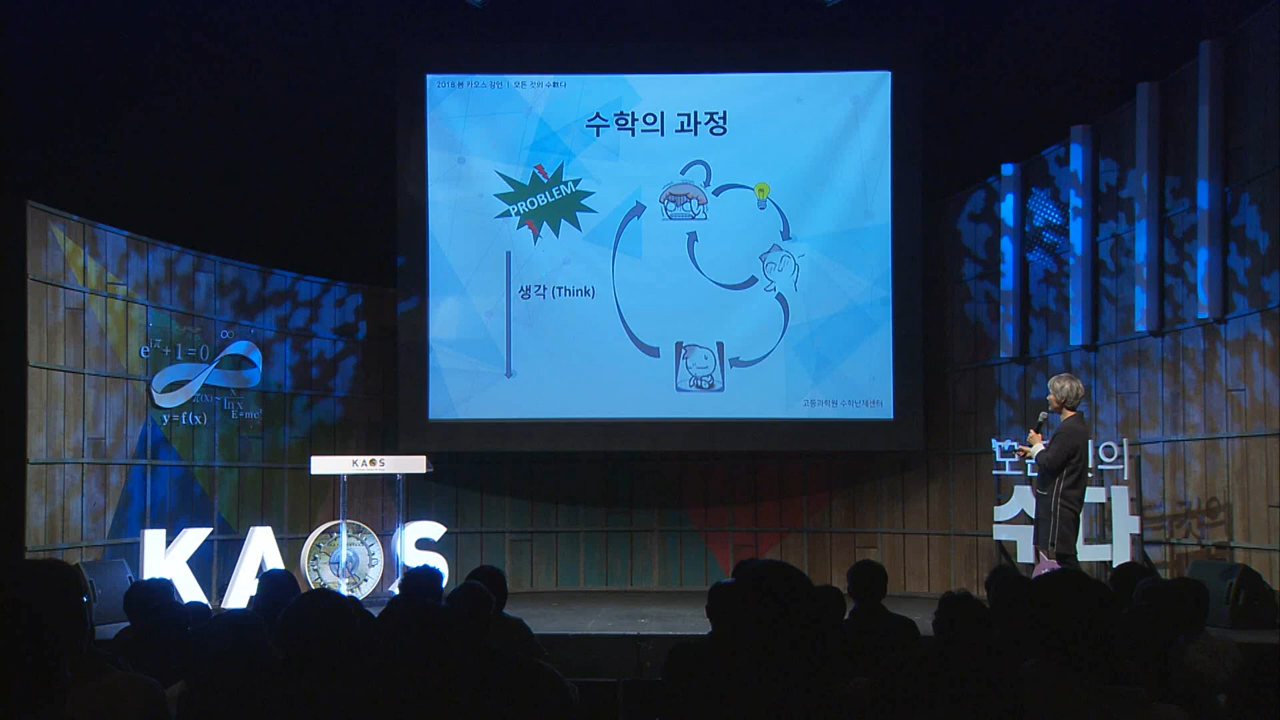 2018 봄 카오스 강연 | 모든 것의 수數다
수학의 과정
PROBLEM
생각 (Think)
고등과학원 수학난제센터
e^iπ+1=0
∞
π(x)~
x
ln x
y=f(x)
E=mc²
KAOS
KAOS
모든 것의
수다